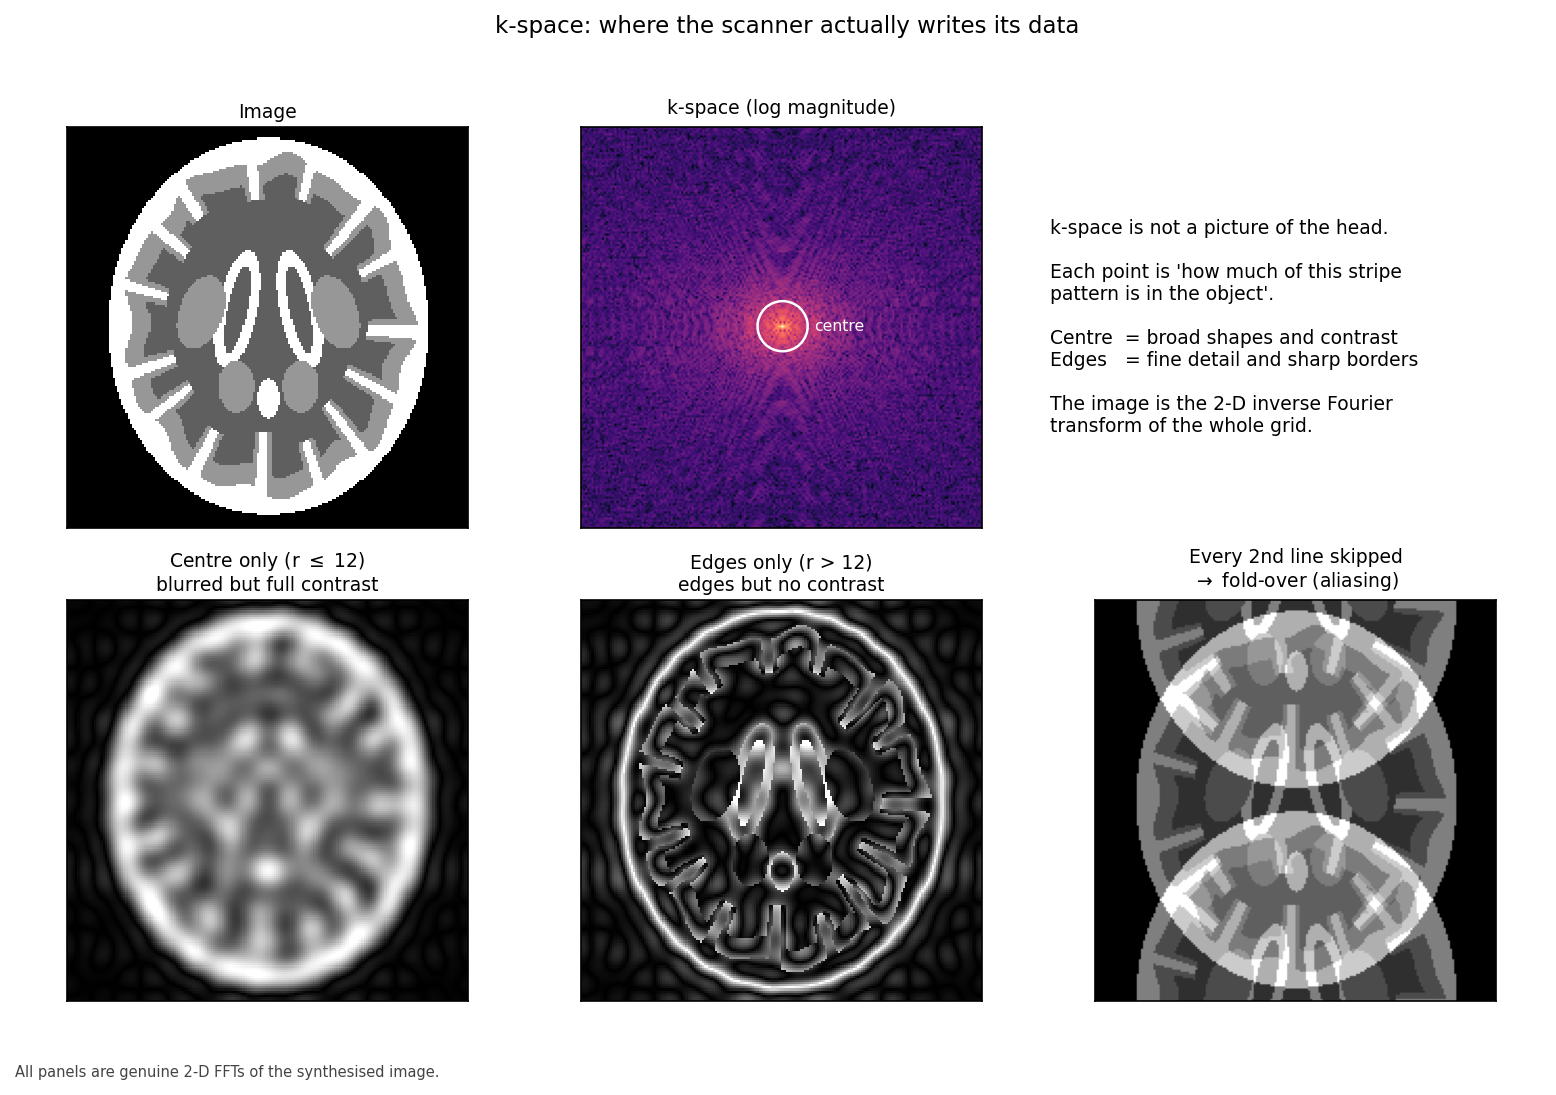 k-space: where the scanner actually writes its data
Image
k-space (log magnitude)
centre
k-space is not a picture of the head.
Each point is 'how much of this stripe
pattern is in the object'.
Centre = broad shapes and contrast
Edges = fine detail and sharp borders
The image is the 2-D inverse Fourier
transform of the whole grid.
Centre only (r ≤ 12)
blurred but full contrast
Edges only (r > 12)
edges but no contrast
Every 2nd line skipped
→ fold-over (aliasing)
All panels are genuine 2-D FFTs of the synthesised image.